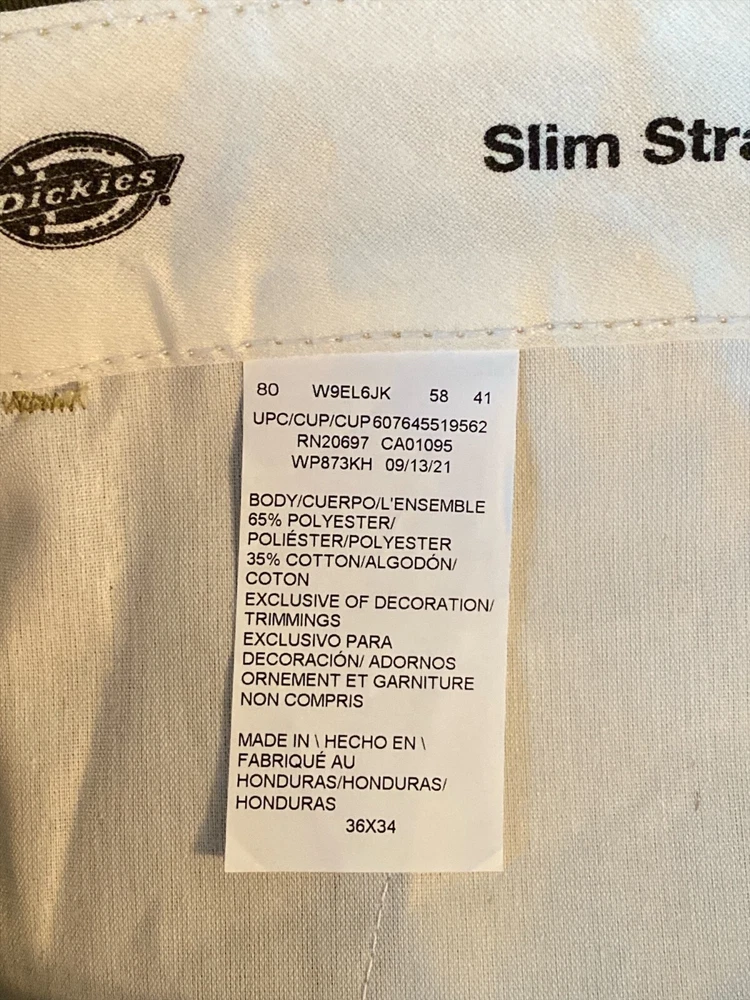 Dickies
Slim Stra
80 W9EL6JK 58 41
UPC/CUP/CUP607645519562
RN20697 CA01095
WP873KH 09/13/21
BODY/CUERPO/L'ENSEMBLE
65% POLYESTER/
POLIÉSTER/POLYESTER
35% COTTON/ALGODÓN/
COTON
EXCLUSIVE OF DECORATION/
TRIMMINGS
EXCLUSIVO PARA
DECORACIÓN/ ADORNOS
ORNEMENT ET GARNITURE
NON COMPRIS
MADE IN \ HECHO EN \
FABRIQUÉ AU
HONDURAS/HONDURAS/
HONDURAS
36X34